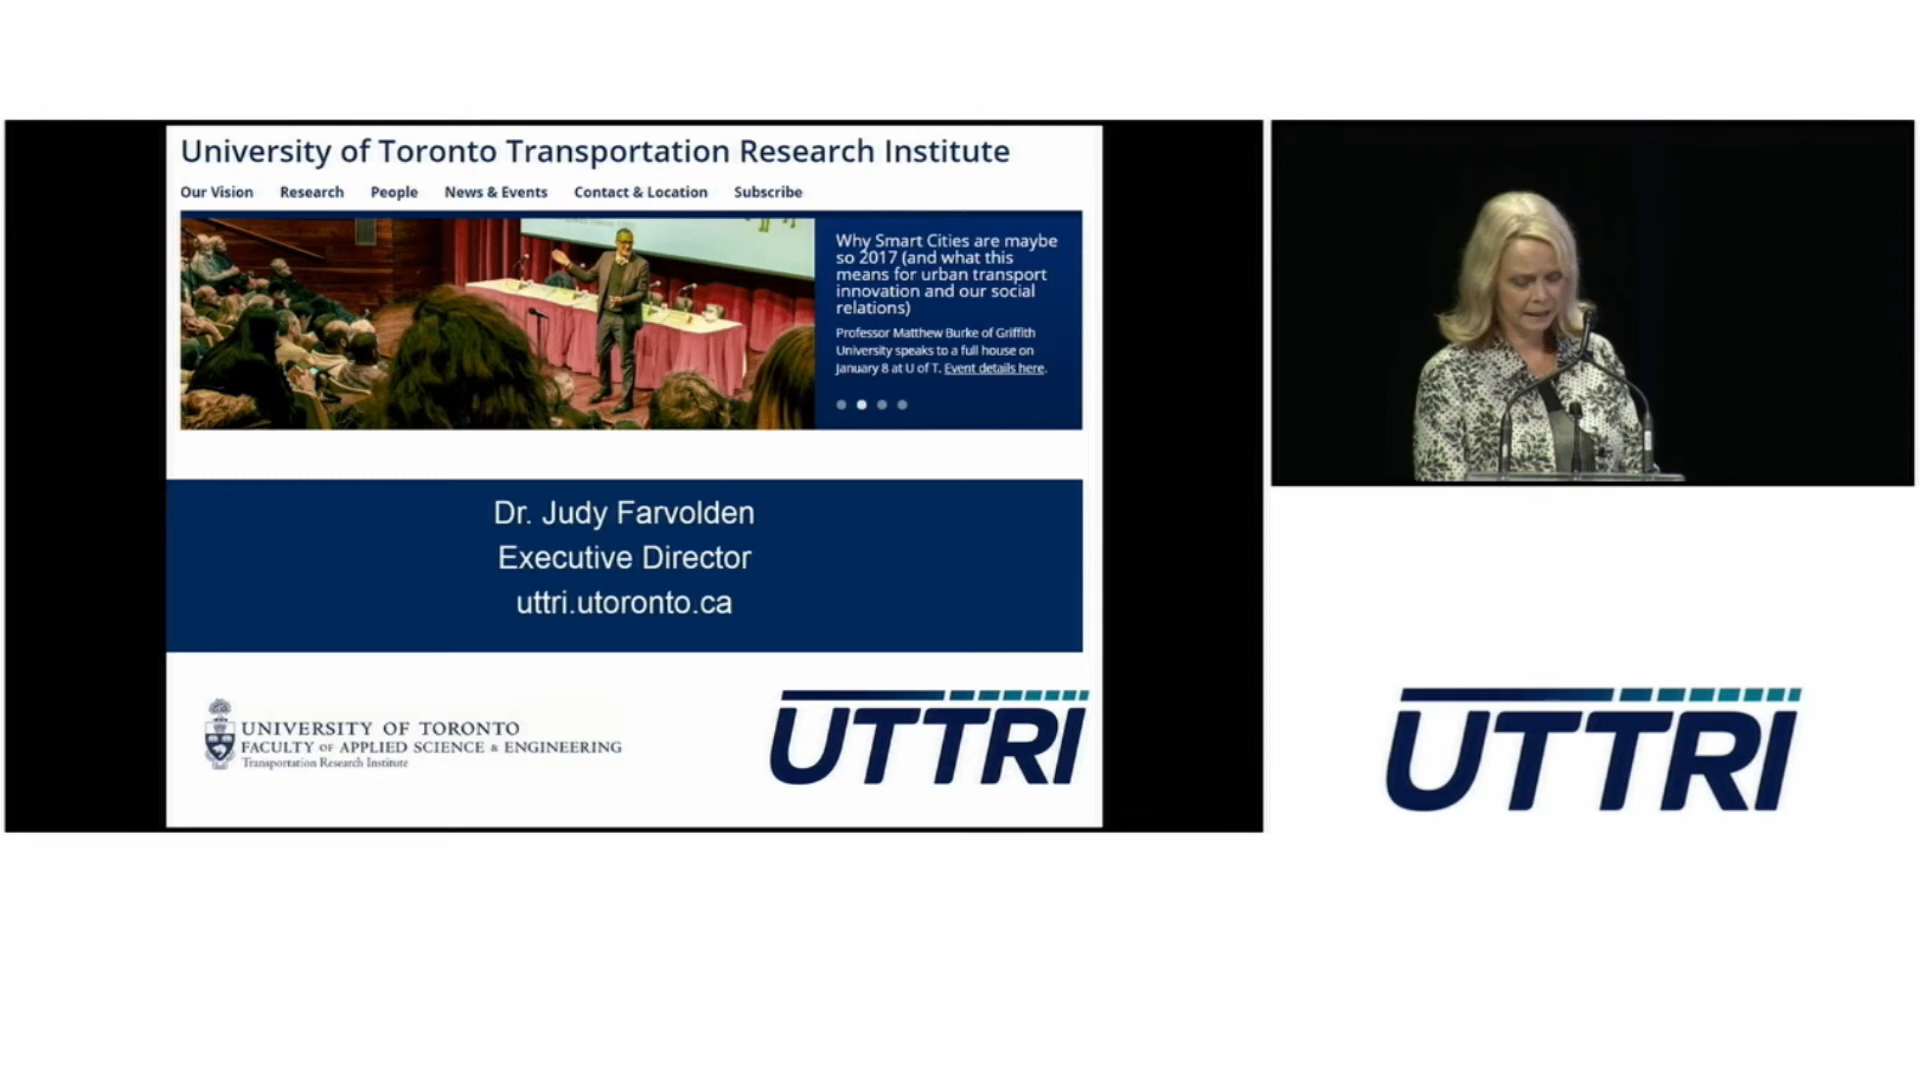 University of Toronto Transportation Research Institute
Our Vision Research People News & Events Contact & Location Subscribe
Why Smart Cities are maybe
so 2017 (and what this
means for urban transport
innovation and our social
relations)
Professor Matthew Burke of Griffith
University speaks to a full house on
January 8 at U of T. Event details here.
Dr. Judy Farvolden
Executive Director
uttri.utoronto.ca
UNIVERSITY OF TORONTO
FACULTY OF APPLIED SCIENCE & ENGINEERING
Transportation Research Institute
UTTRI
UTTRI